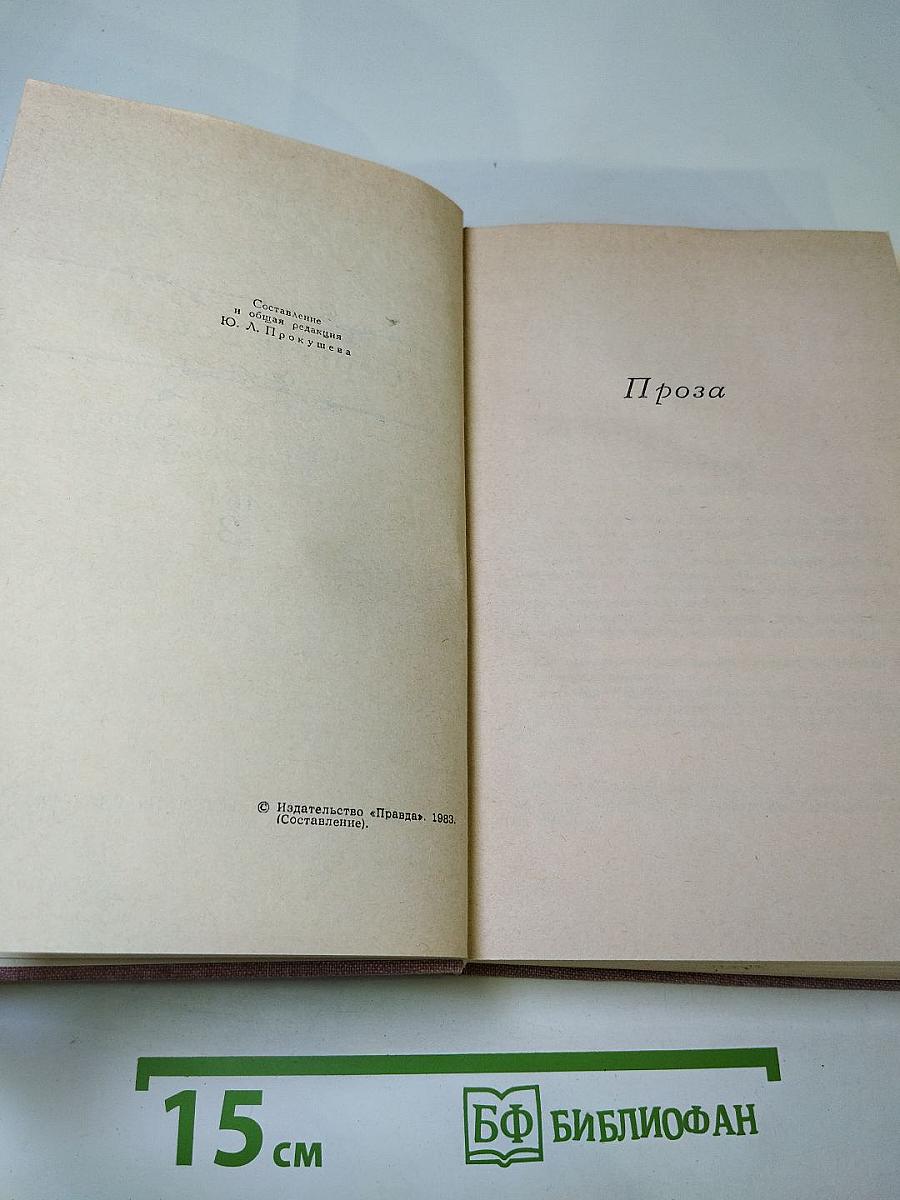 Составление
и общая редакция
Ю. Л. Прокушева
© Издательство «Правда». 1983.
(Составление).
Проза
15 см
БФ БИБЛИОФАН